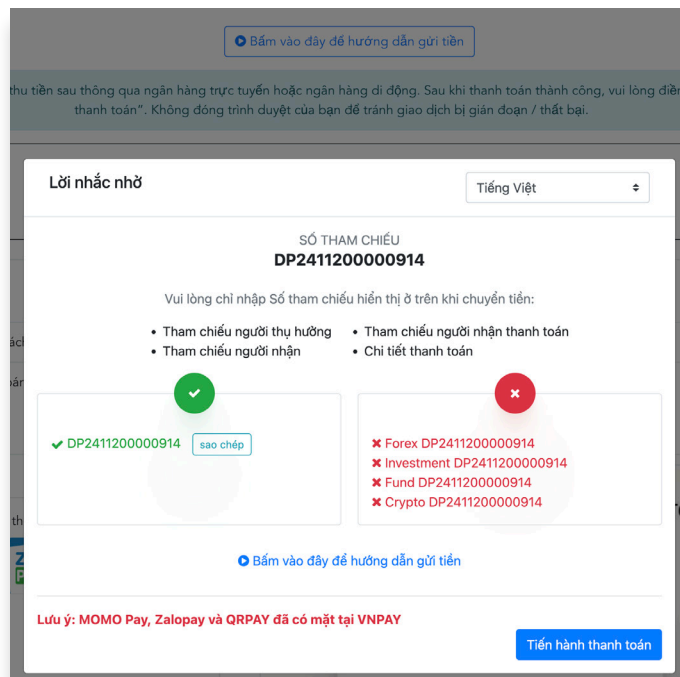 Bấm vào đây để hướng dẫn gửi tiền
thu tiền sau thông qua ngân hàng trực tuyến hoặc ngân hàng di động. Sau khi thanh toán thành công, vui lòng điền
thanh toán”. Không đóng trình duyệt của bạn để tránh giao dịch bị gián đoạn / thất bại.
Lời nhắc nhở
Tiếng Việt
SỐ THAM CHIẾU
DP2411200000914
Vui lòng chỉ nhập Số tham chiếu hiển thị ở trên khi chuyển tiền:
• Tham chiếu người thụ hưởng
• Tham chiếu người nhận
• Tham chiếu người nhận thanh toán
• Chi tiết thanh toán
DP2411200000914 sao chép
Forex DP2411200000914
Investment DP2411200000914
Fund DP2411200000914
Crypto DP2411200000914
Bấm vào đây để hướng dẫn gửi tiền
Lưu ý: MOMO Pay, Zalopay và QRPAY đã có mặt tại VNPAY
Tiến hành thanh toán